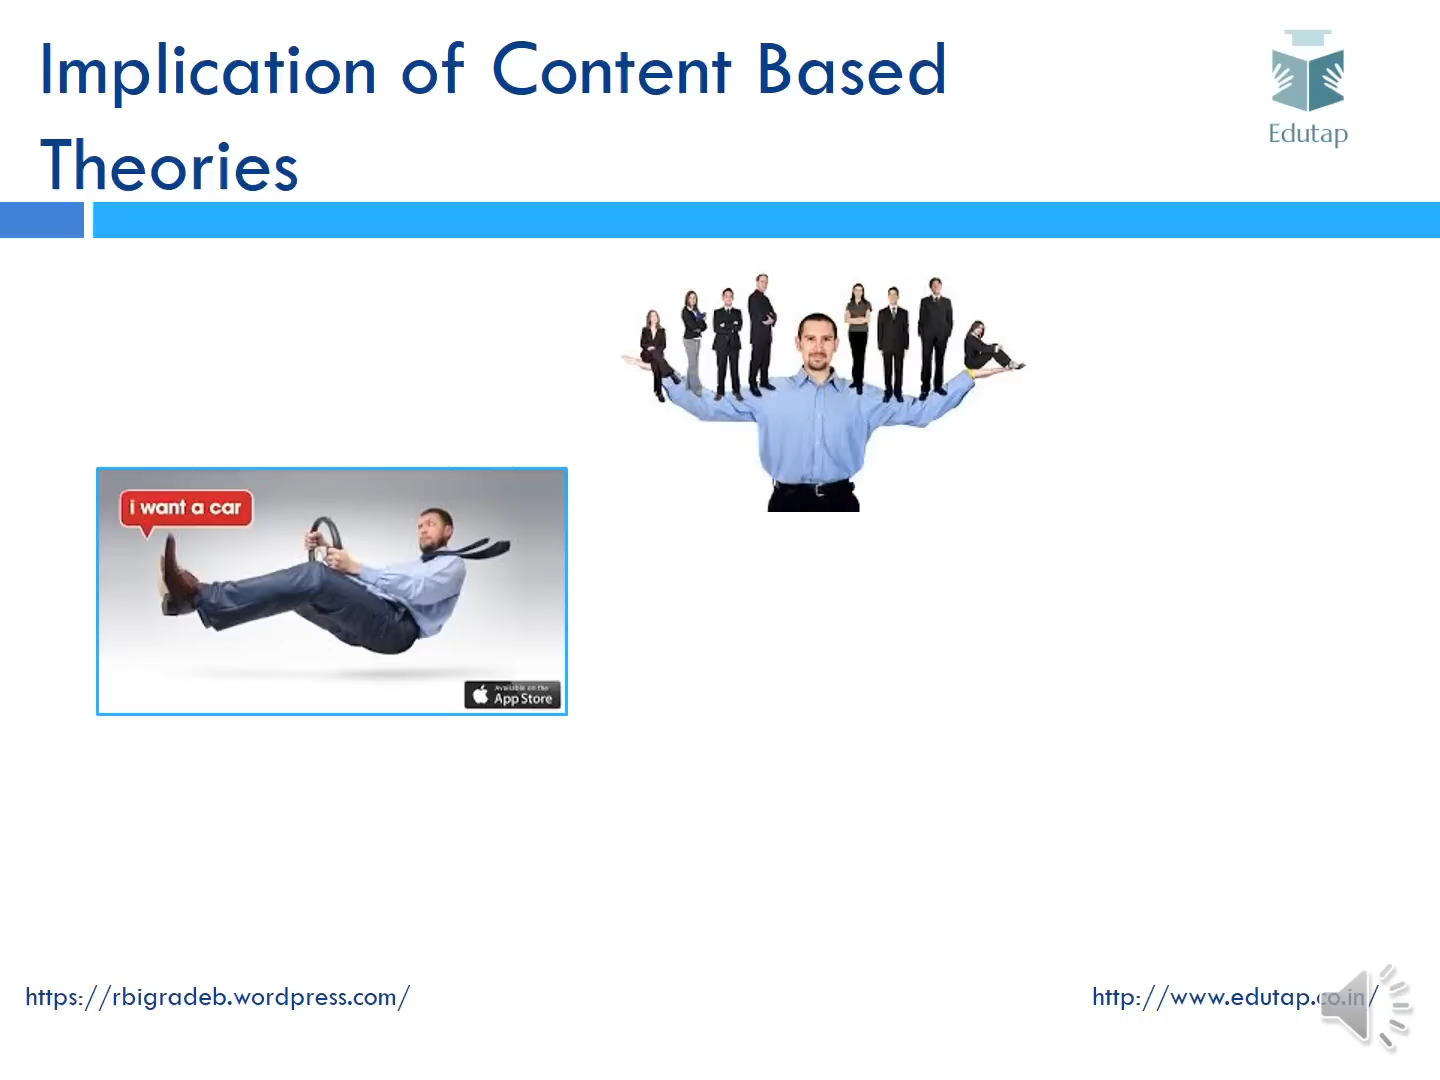 Implication of Content Based
Theories
Edutap
i want a car
Available on the
App Store
https://rbigradeb.wordpress.com/
http://www.edutap.co.in/